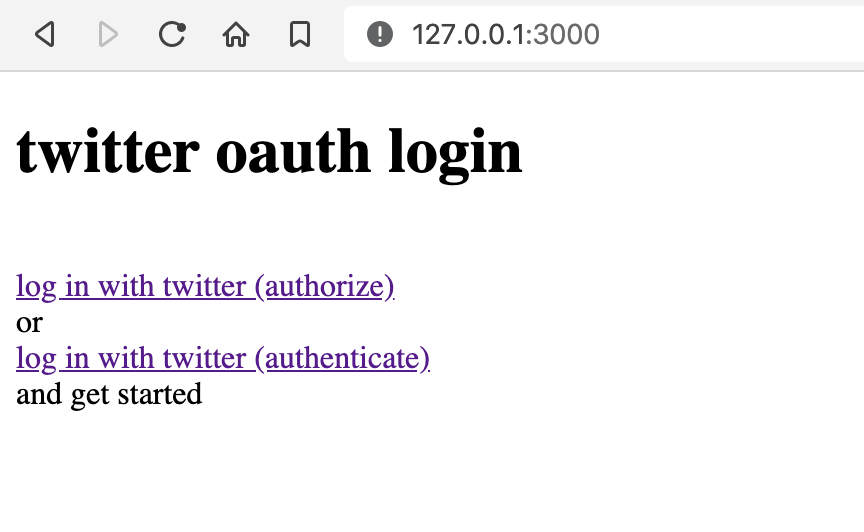 127.0.0.1:3000
twitter oauth login
log in with twitter (authorize)
or
log in with twitter (authenticate)
and get started